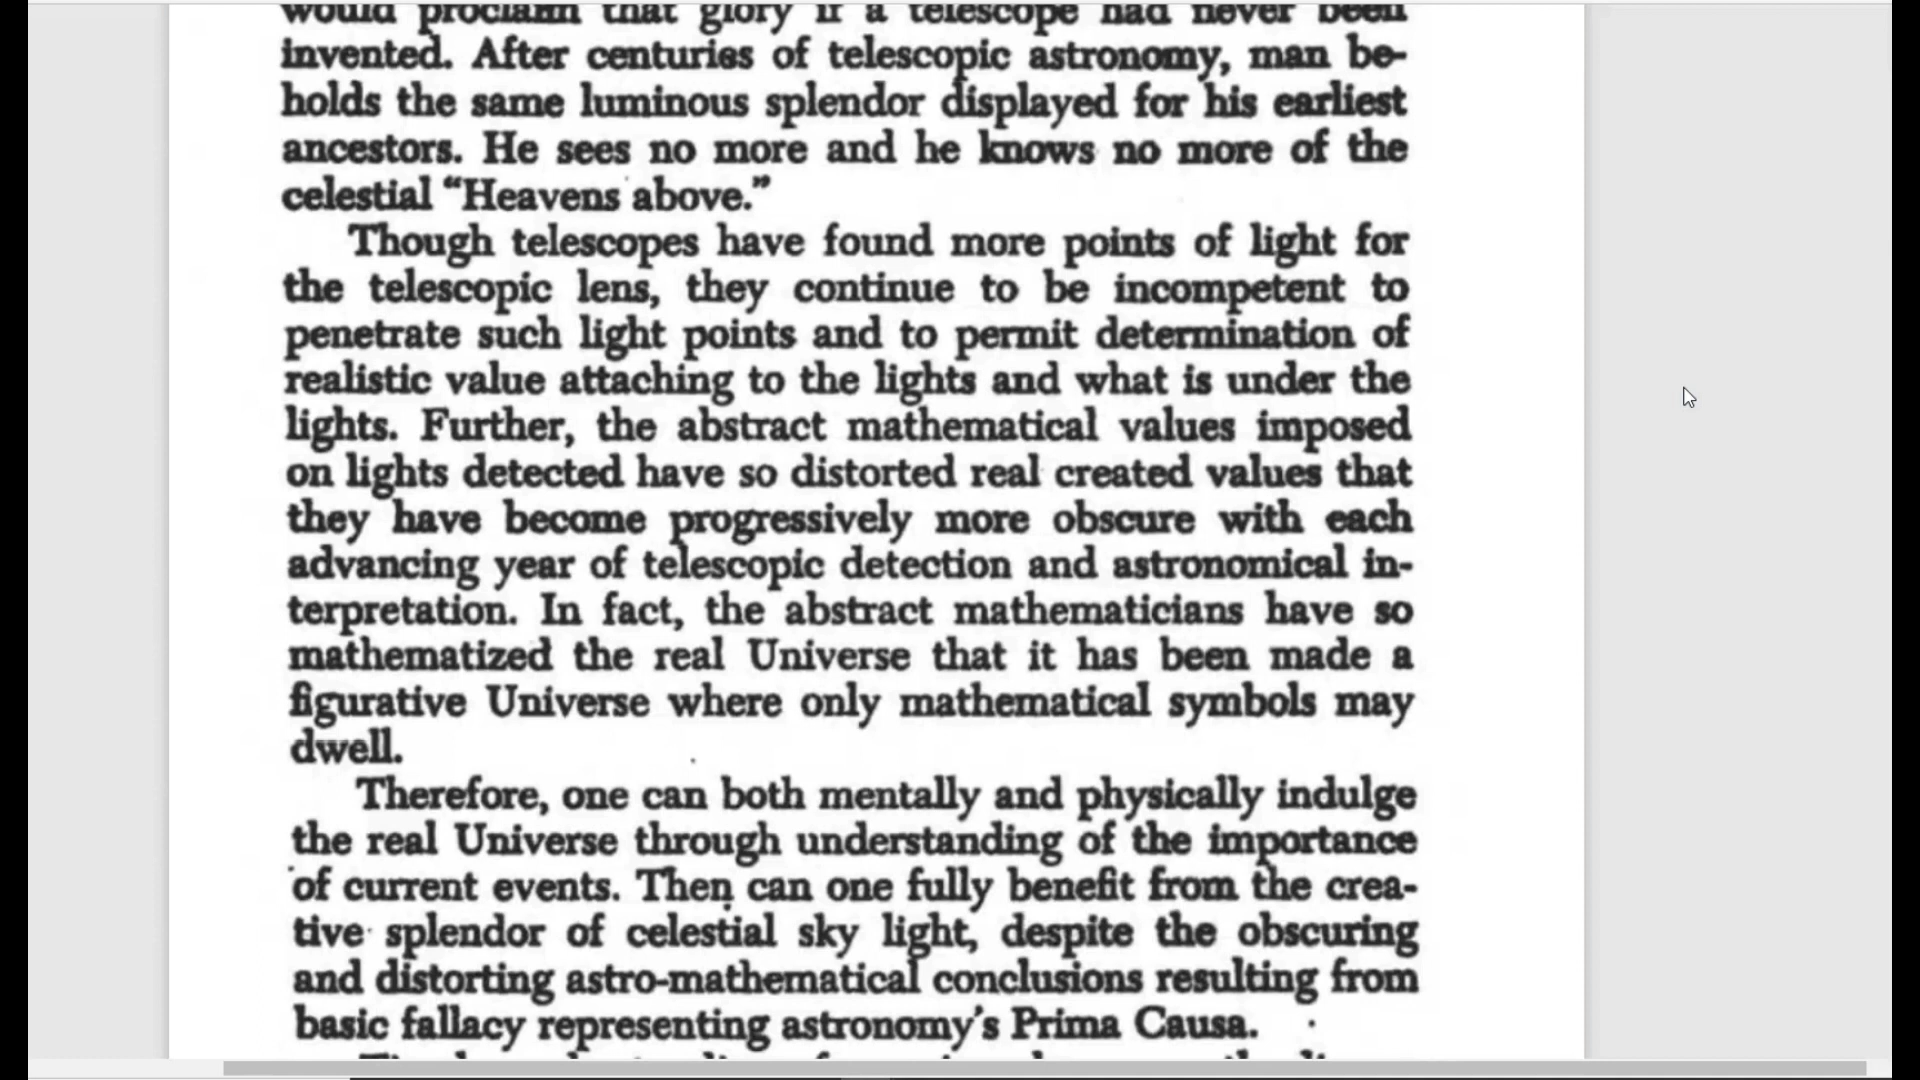 would proclaim that glory if a telescope had never been
invented. After centuries of telescopic astronomy, man be-
holds the same luminous splendor displayed for his earliest
ancestors. He sees no more and he knows no more of the
celestial “Heavens above.”
Though telescopes have found more points of light for
the telescopic lens, they continue to be incompetent to
penetrate such light points and to permit determination of
realistic value attaching to the lights and what is under the
lights. Further, the abstract mathematical values imposed
on lights detected have so distorted real created values that
they have become progressively more obscure with each
advancing year of telescopic detection and astronomical in-
terpretation. In fact, the abstract mathematicians have so
mathematized the real Universe that it has been made a
figurative Universe where only mathematical symbols may
dwell.
Therefore, one can both mentally and physically indulge
the real Universe through understanding of the importance
of current events. Then can one fully benefit from the crea-
tive splendor of celestial sky light, despite the obscuring
and distorting astro-mathematical conclusions resulting from
basic fallacy representing astronomy’s Prima Causa.